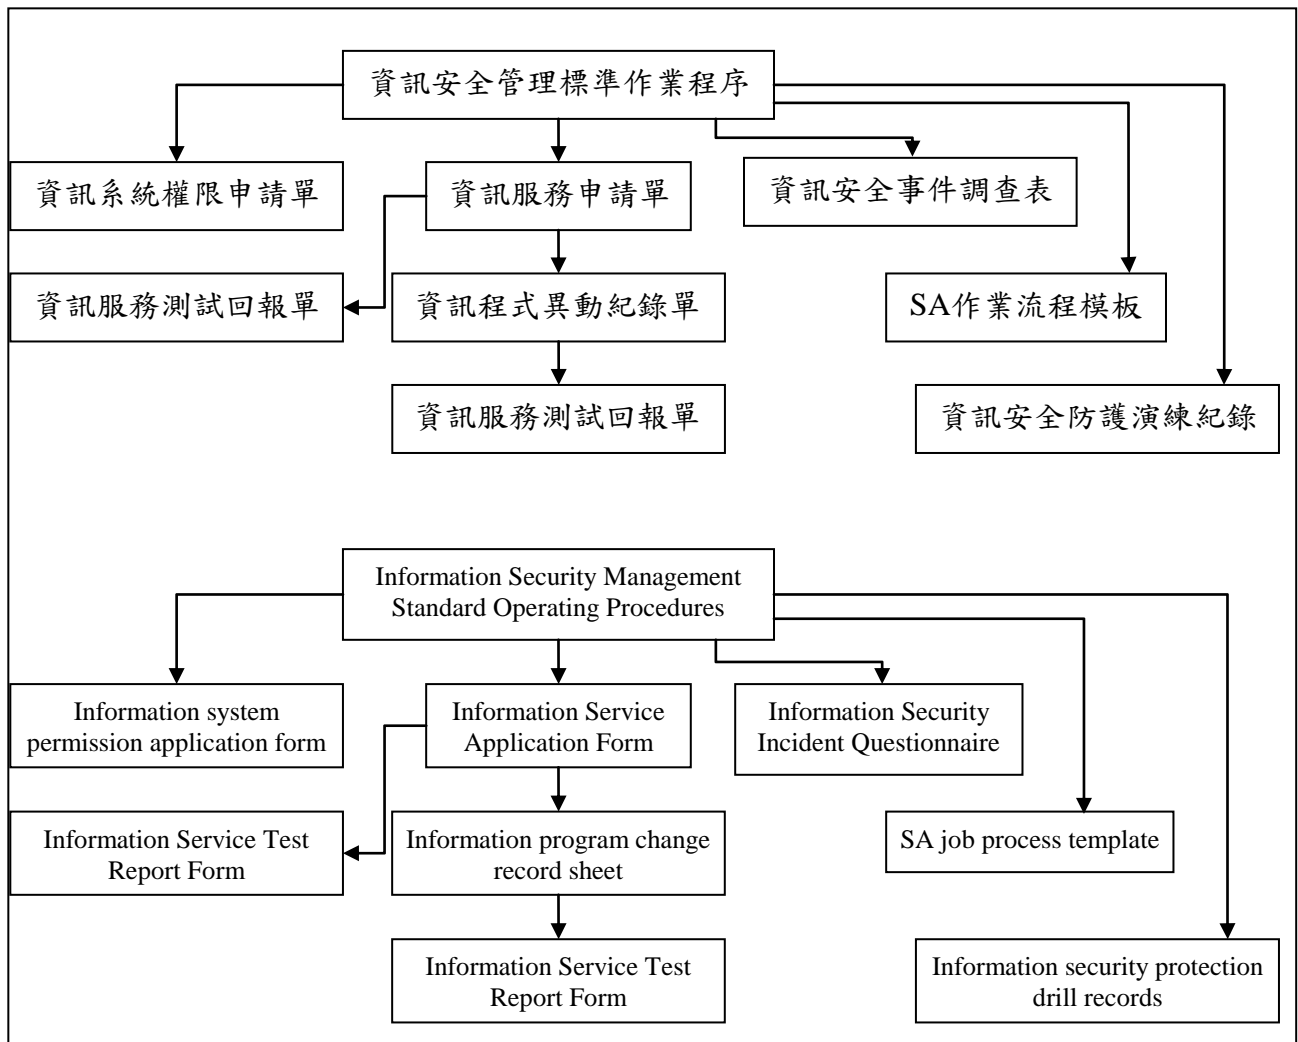 資訊安全管理標準作業程序
資訊系統權限申請單
資訊服務申請單
資訊安全事件調查表
資訊服務測試回報單
資訊程式異動紀錄單
SA作業流程模板
資訊服務測試回報單
資訊安全防護演練紀錄
Information Security Management
Standard Operating Procedures
Information system
permission application form
Information Service
Application Form
Information Security
Incident Questionnaire
Information Service Test
Report Form
Information program change
record sheet
SA job process template
Information Service Test
Report Form
Information security protection
drill records